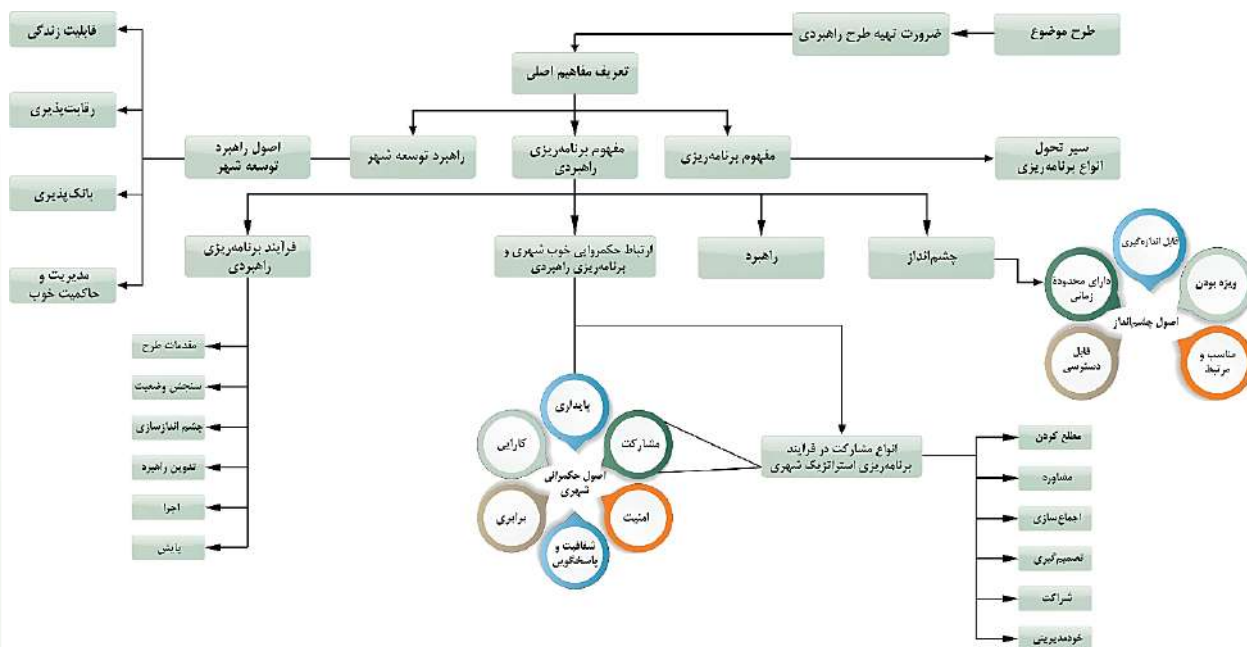 طرح موضوع
ضرورت تهیه طرح راهبردی
تعریف مفاهیم اصلی
سیر تحول
انواع برنامه‌ریزی
مفهوم برنامه‌ریزی
مفهوم برنامه‌ریزی
راهبردی
راهبرد توسعه شهر
اصول راهبرد
توسعه شهر
قابلیت زندگی
رقابت‌پذیری
بانک‌پذیری
مدیریت و
حاکمیت خوب
چشم‌انداز
راهبرد
ارتباط حکمروایی خوب شهری و
برنامه‌ریزی راهبردی
فرآیند برنامه‌ریزی
راهبردی
قابل اندازه‌گیری
ویژه بودن
مناسب و
مرتبط
قابل
دسترسی
دارای محدودهٔ
زمانی
اصول چشم‌انداز
مقدمات طرح
سنجش وضعیت
چشم اندازسازی
تدوین راهبرد
اجرا
پایش
پایداری
مشارکت
امنیت
شفافیت و
پاسخگویی
برابری
کارایی
اصول حکمرانی
شهری
انواع مشارکت در فرآیند
برنامه‌ریزی استراتژیک شهری
مطلع کردن
مشاوره
اجماع‌سازی
تصمیم‌گیری
شراکت
خودمدیریتی